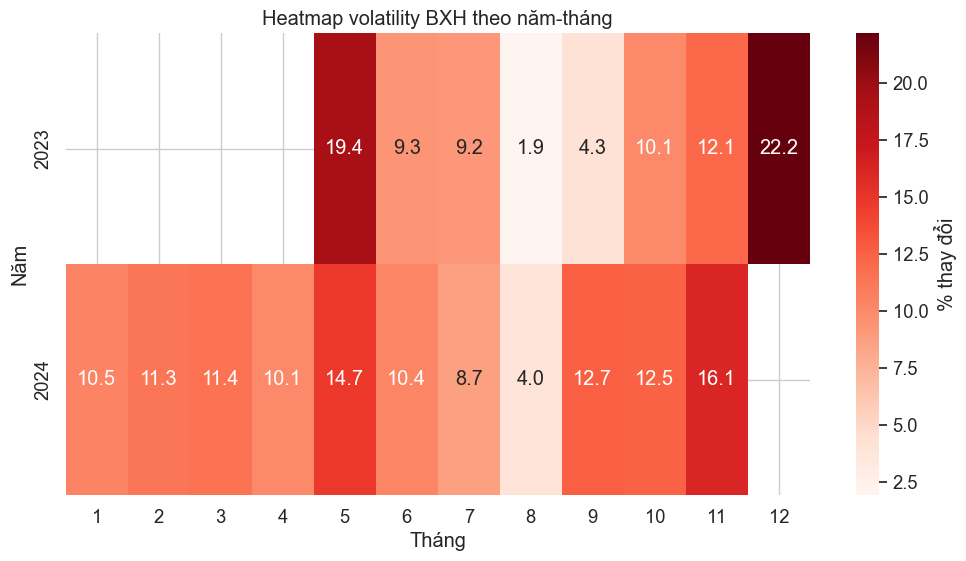 Heatmap volatility BXH theo năm-tháng
Năm
2023
19.4 9.3 9.2 1.9 4.3 10.1 12.1 22.2
2024
10.5 11.3 11.4 10.1 14.7 10.4 8.7 4.0 12.7 12.5 16.1
1 2 3 4 5 6 7 8 9 10 11 12
Tháng
20.0
17.5
15.0
12.5
10.0
7.5
5.0
2.5
% thay đổi